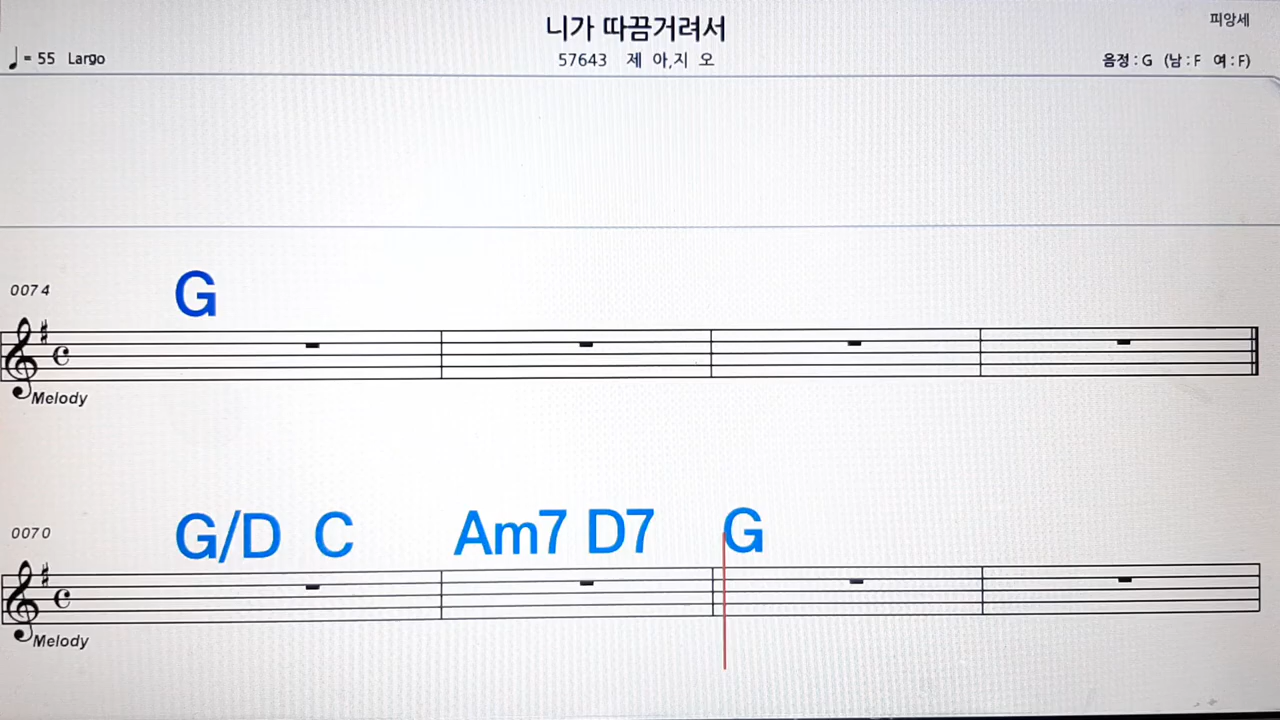 니가 따끔거려서
피앙세
♩ = 55 Largo
57643 제 아,지 오
음정 : G (남 : F 여 : F)
0074
G
Melody
0070
G/D C Am7 D7 G
Melody